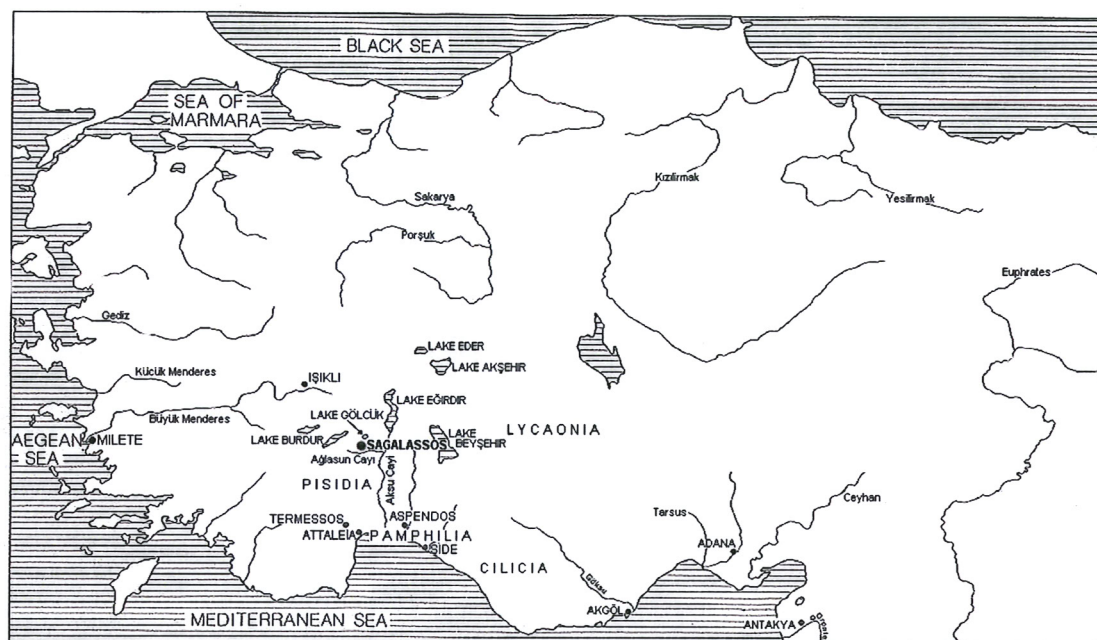 BLACK SEA
SEA OF
MARMARA
Kızılırmak
Sakarya
Yesilirmak
Porşuk
Euphrates
Gediz
LAKE EDER
LAKE AKŞEHIR
Kücük Menderes
IŞIKLI
LAKE EĞIRDIR
LAKE GÖLCÜK
Büyük Menderes
LYCAONIA
LAKE
BEYŞEHIR
AEGEAN
SEA
MILETE
LAKE BURDUR
SAGALASSOS
Ağlasun Çayı
Aksu Çayi
PISIDIA
Ceyhan
Tarsus
TERMESSOS
ASPENDOS
ATTALEIA
PAMPHILIA
SIDE
ADANA
CILICIA
Göksu
AKGÖL
MEDITERRANEAN SEA
ANTAKYA